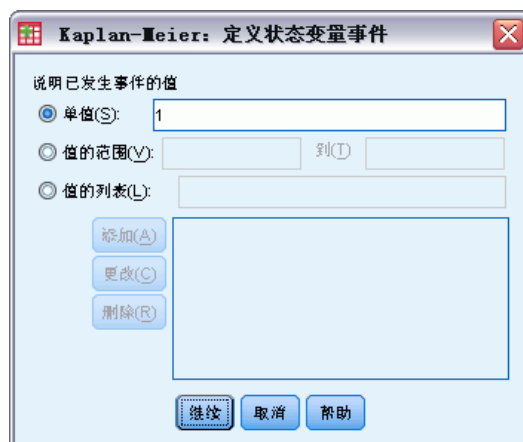 Kaplan-Meier：定义状态变量事件
说明已发生事件的值
单值(S): 1
值的范围(V): 到(T)
值的列表(L):
添加(A)
更改(C)
删除(R)
继续 取消 帮助